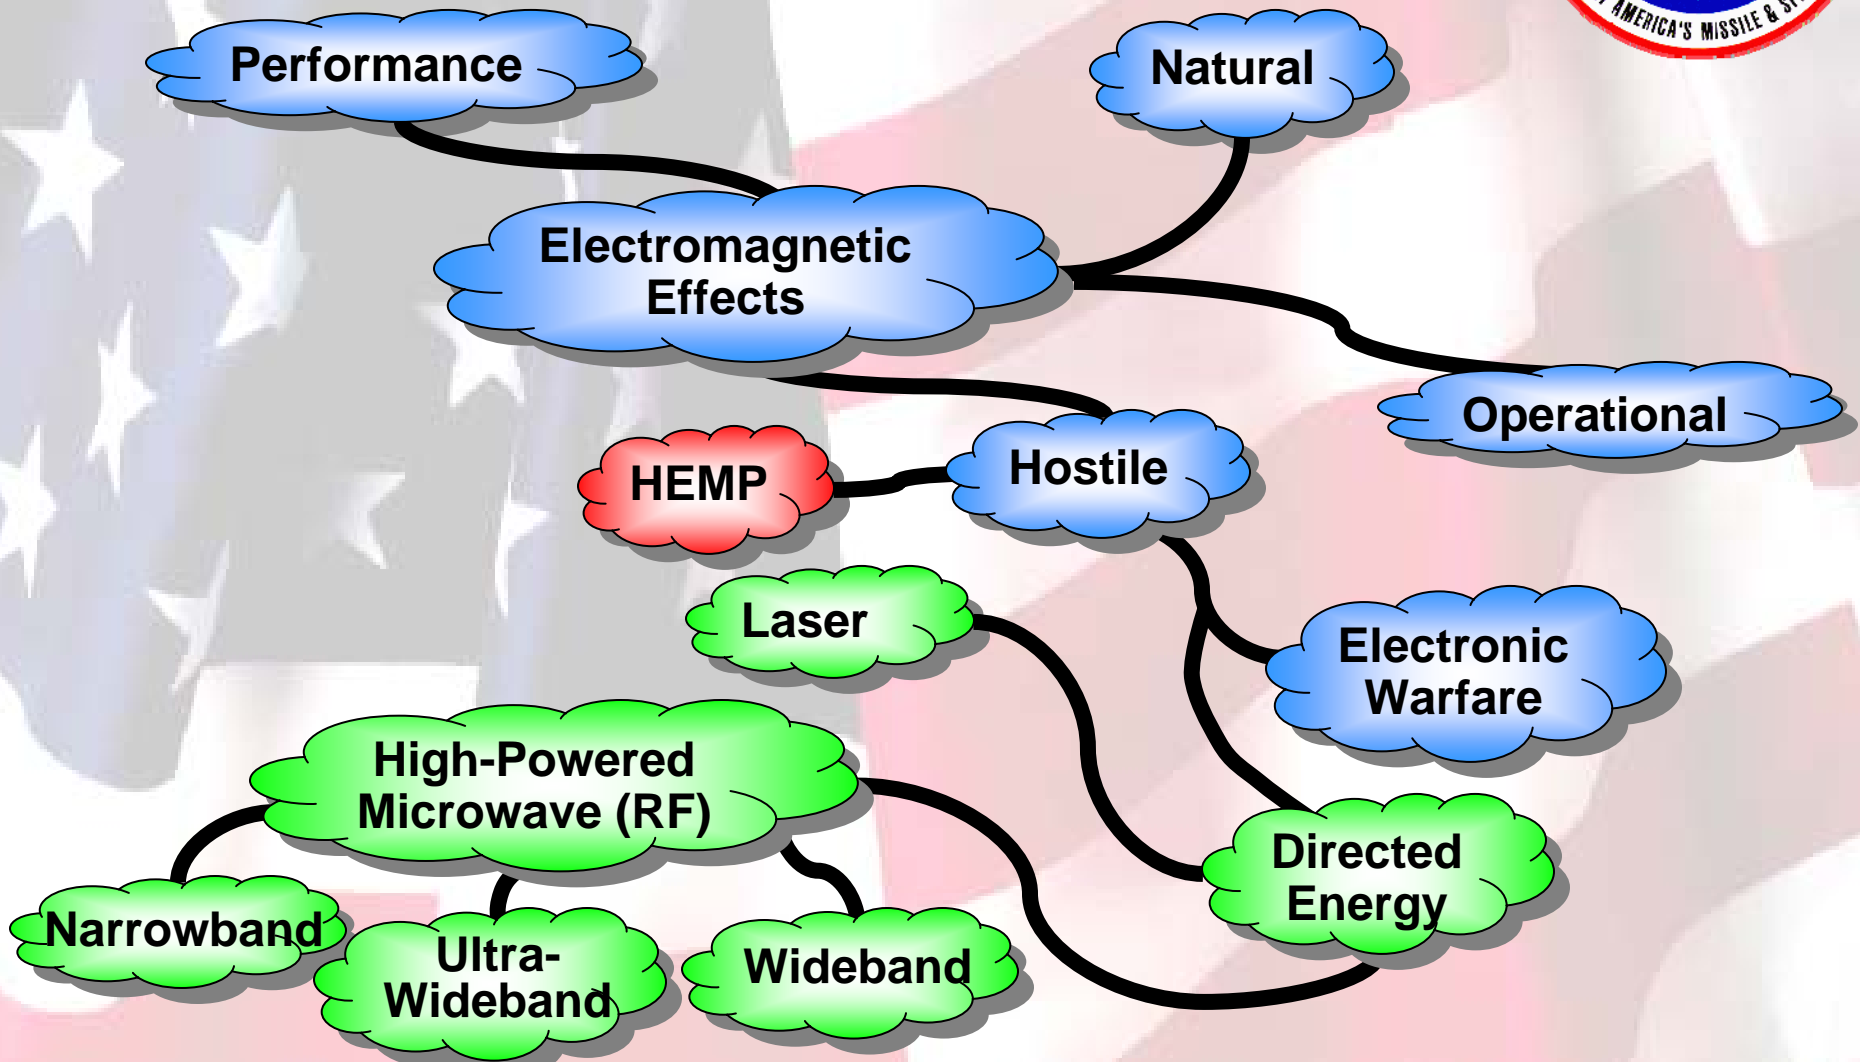 Performance
Natural
AMERICA'S MISSILE &
Electromagnetic
Effects
Operational
HEMP
Hostile
Laser
Electronic
Warfare
High-Powered
Microwave (RF)
Directed
Energy
Narrowband
Ultra-
Wideband
Wideband